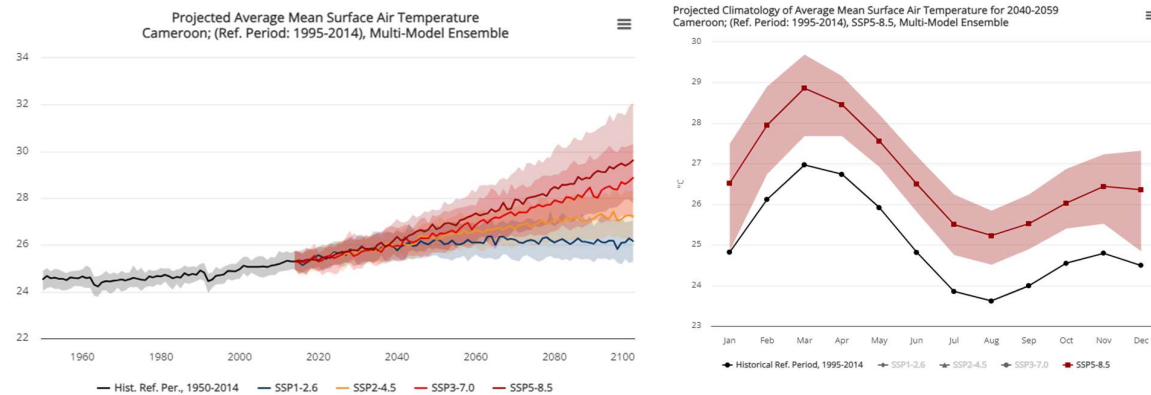 Projected Average Mean Surface Air Temperature
Cameroon; (Ref. Period: 1995-2014), Multi-Model Ensemble
34
32
30
28
26
24
22
1960
1980
2000
2020
2040
2060
2080
2100
Hist. Ref. Per., 1950-2014
SSP1-2.6
SSP2-4.5
SSP3-7.0
SSP5-8.5
Projected Climatology of Average Mean Surface Air Temperature for 2040-2059
Cameroon; (Ref. Period: 1995-2014), SSP5-8.5, Multi-Model Ensemble
30
29
28
27
26
25
24
23
°C
Jan
Feb
Mar
Apr
May
Jun
Jul
Aug
Sep
Oct
Nov
Dec
Historical Ref. Period, 1995-2014
SSP1-2.6
SSP2-4.5
SSP3-7.0
SSP5-8.5